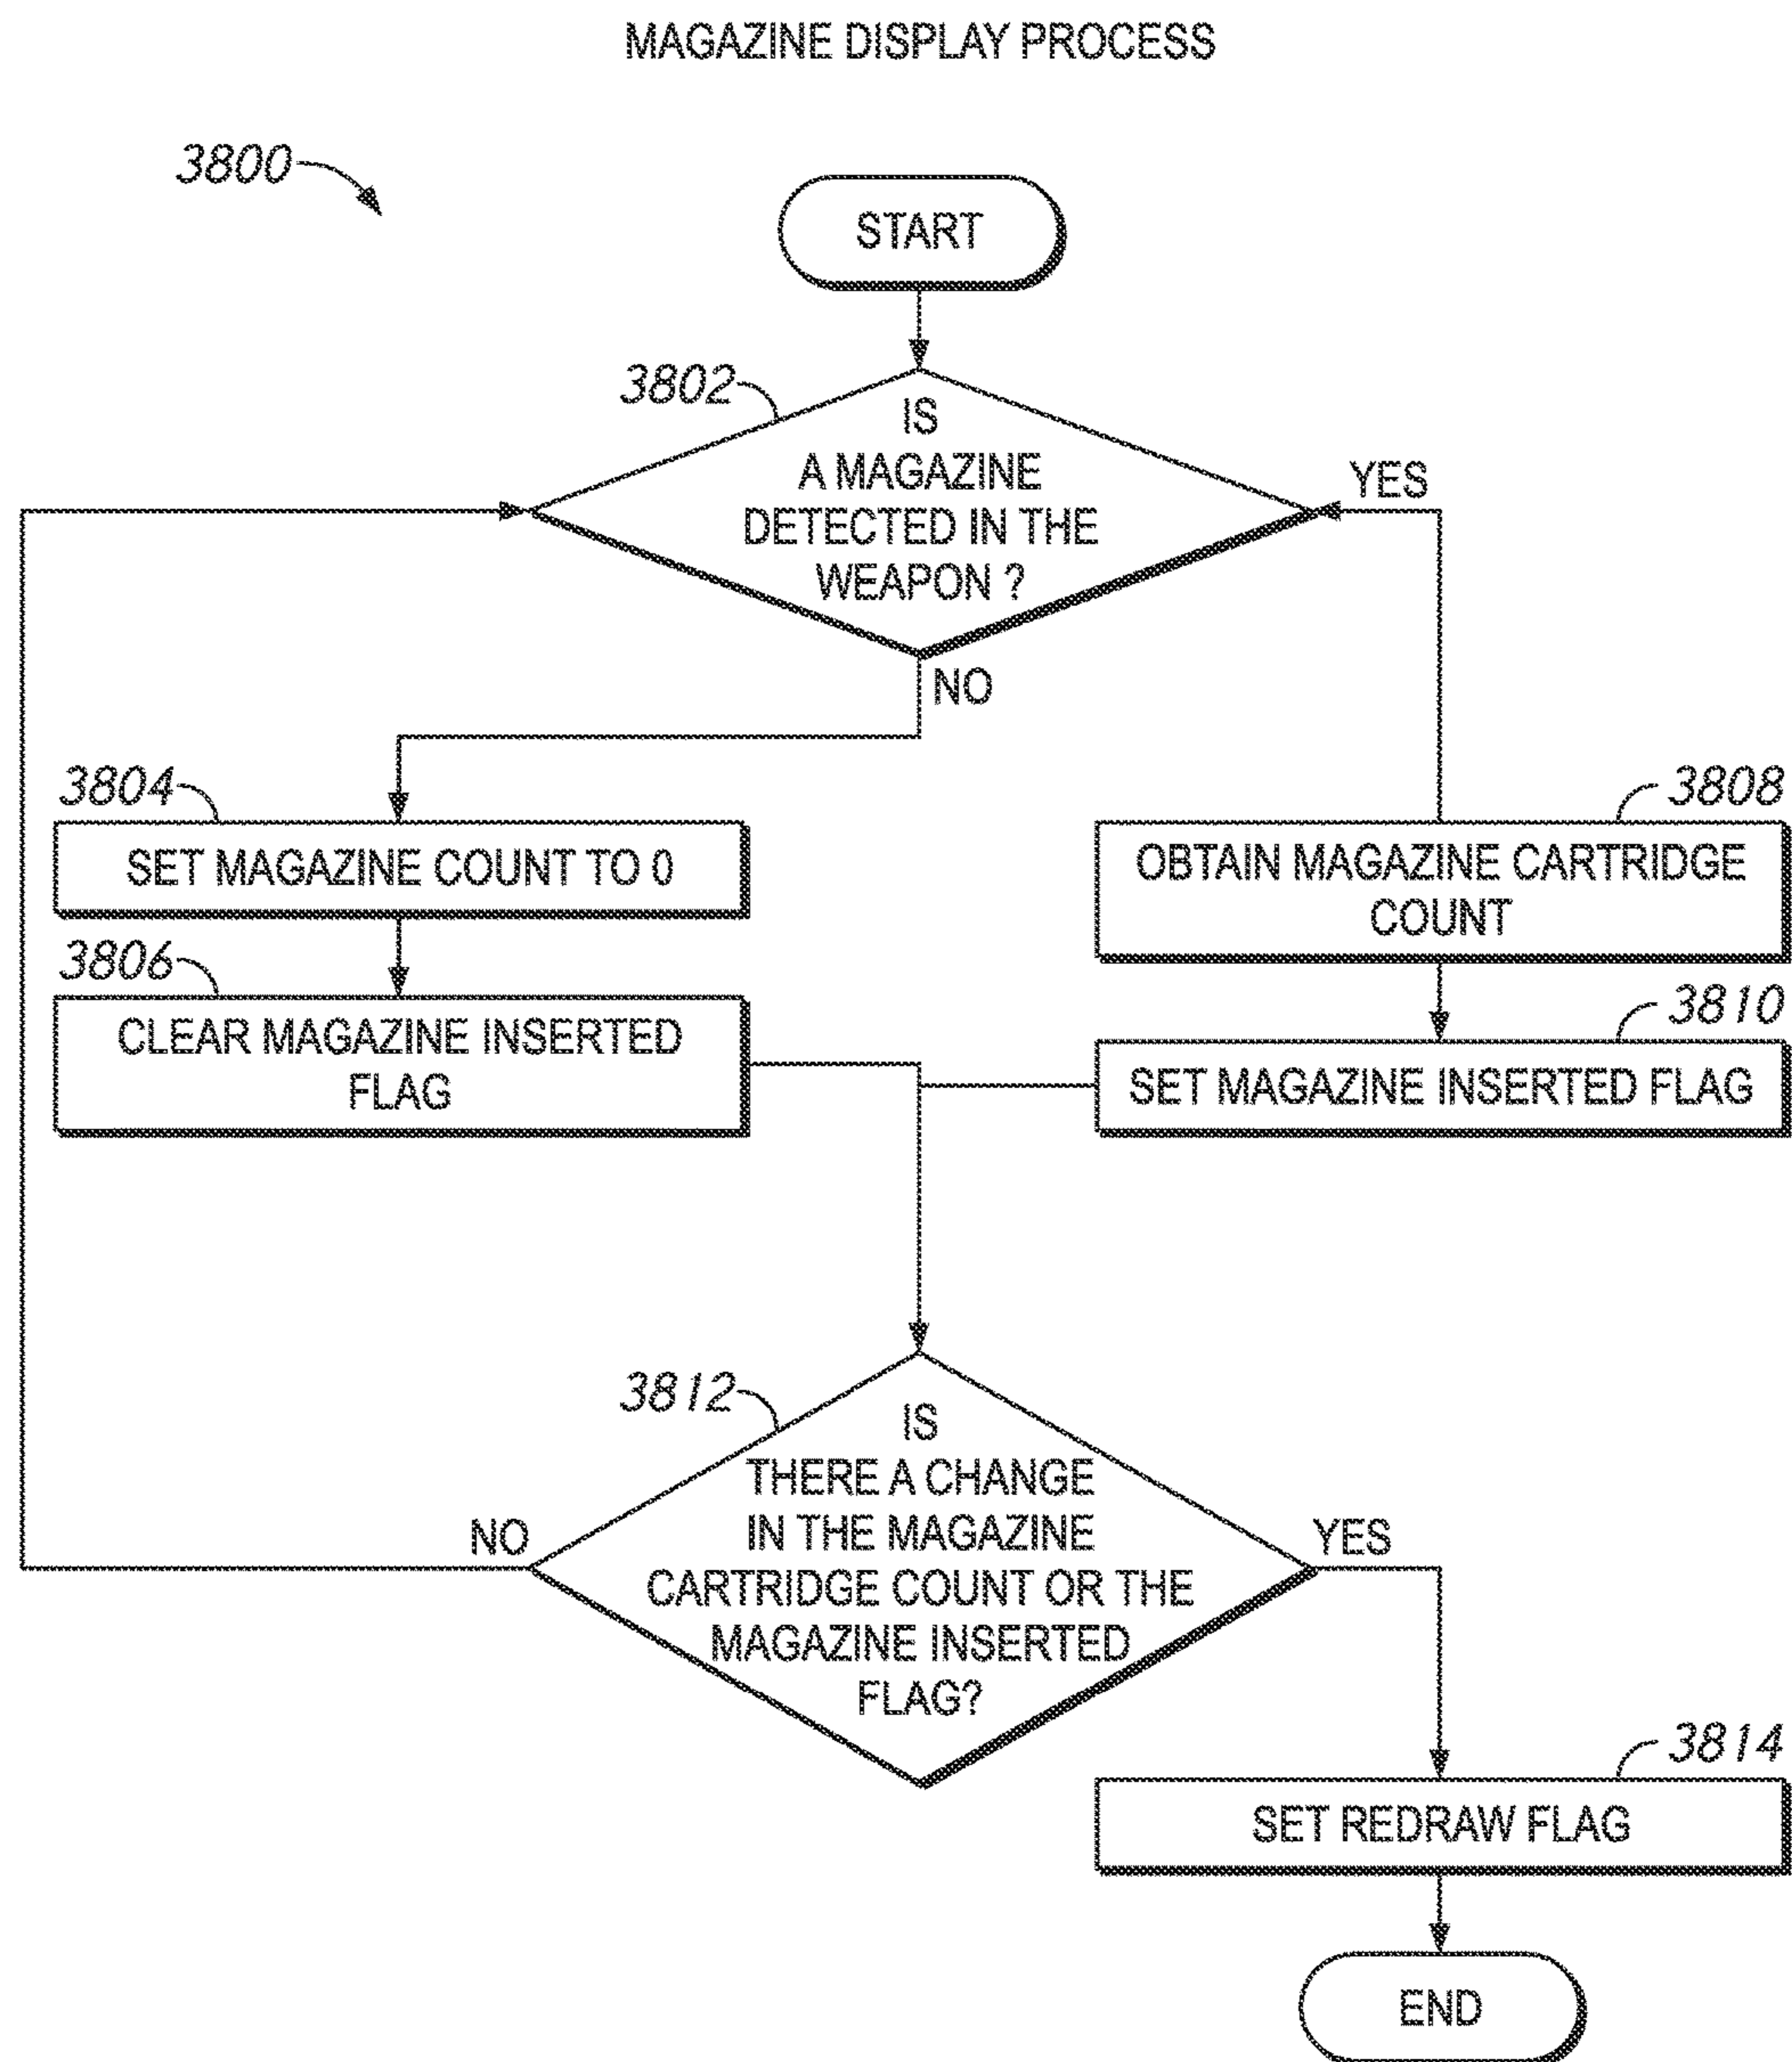 MAGAZINE DISPLAY PROCESS
3800
START
3802
IS
A MAGAZINE
DETECTED IN THE
WEAPON ?
YES
NO
3804
SET MAGAZINE COUNT TO 0
3808
OBTAIN MAGAZINE CARTRIDGE
COUNT
3806
CLEAR MAGAZINE INSERTED
FLAG
3810
SET MAGAZINE INSERTED FLAG
3812
IS
THERE A CHANGE
IN THE MAGAZINE
CARTRIDGE COUNT OR THE
MAGAZINE INSERTED
FLAG?
NO
YES
3814
SET REDRAW FLAG
END